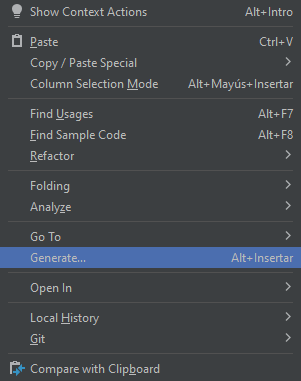 Show Context Actions Alt+Intro
Paste Ctrl+V
Copy / Paste Special
Column Selection Mode Alt+Mayús+Insertar
Find Usages Alt+F7
Find Sample Code Alt+F8
Refactor
Folding
Analyze
Go To
Generate... Alt+Insertar
Open In
Local History
Git
Compare with Clipboard